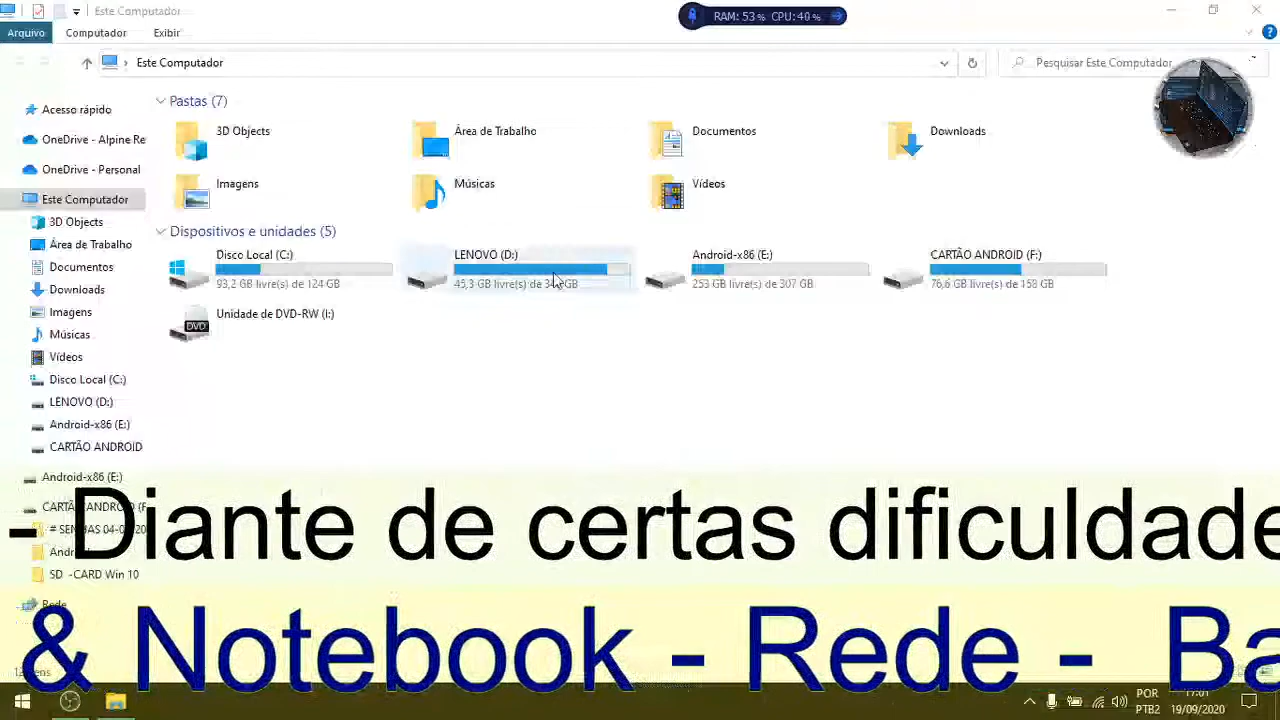 Este Computador
RAM: 53% CPU: 40%
Arquivo
Computador
Exibir
Este Computador
Pesquisar Este Computador
Acesso rápido
OneDrive - Alpine Re
OneDrive - Personal
Este Computador
3D Objects
Área de Trabalho
Documentos
Downloads
Imagens
Músicas
Vídeos
Disco Local (C:)
LENOVO (D:)
Android-x86 (E:)
CARTÃO ANDROID
Android-x86 (E:)
CARTÃO ANDROID (F
# SENHAS 04-0 20
SD -CARD Win 10
Rede
Pastas (7)
3D Objects
Área de Trabalho
Documentos
Downloads
Imagens
Músicas
Vídeos
Dispositivos e unidades (5)
Disco Local (C:)
93,2 GB livre(s) de 124 GB
LENOVO (D:)
45,3 GB livre(s) de GB
Android-x86 (E:)
253 GB livre(s) de 307 GB
CARTÃO ANDROID (F:)
76,6 GB livre(s) de 158 GB
Unidade de DVD-RW (I:)
DVD
- Diante de certas dificuldade
& Notebook - Rede - Ba
POR
PTB2
17:01
19/09/2020